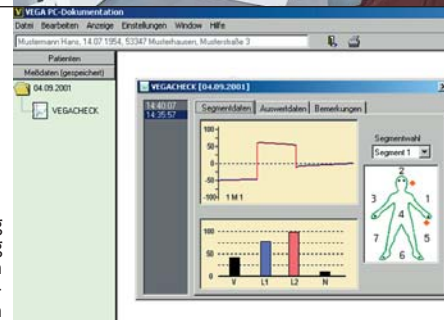 VEGA PC-Dokumentation
Datei Bearbeiten Anzeige Einstellungen Window Hilfe
Mustermann Hans, 14.07.1954, 53347 Musterhausen, Musterstraße 3
Patienten
Meßdaten (gespeichert)
04.09.2001
VEGACHECK
VEGACHECK [04.09.2001]
14:40:07
14:35:57
Segmentdaten Auswertdaten Bemerkungen
100
50
0
-50
-100
1 M 1
100
50
0
V L1 L2 N
Segmentwahl
Segment 1
2
3 1
4
7 5
6
g
g
n
n